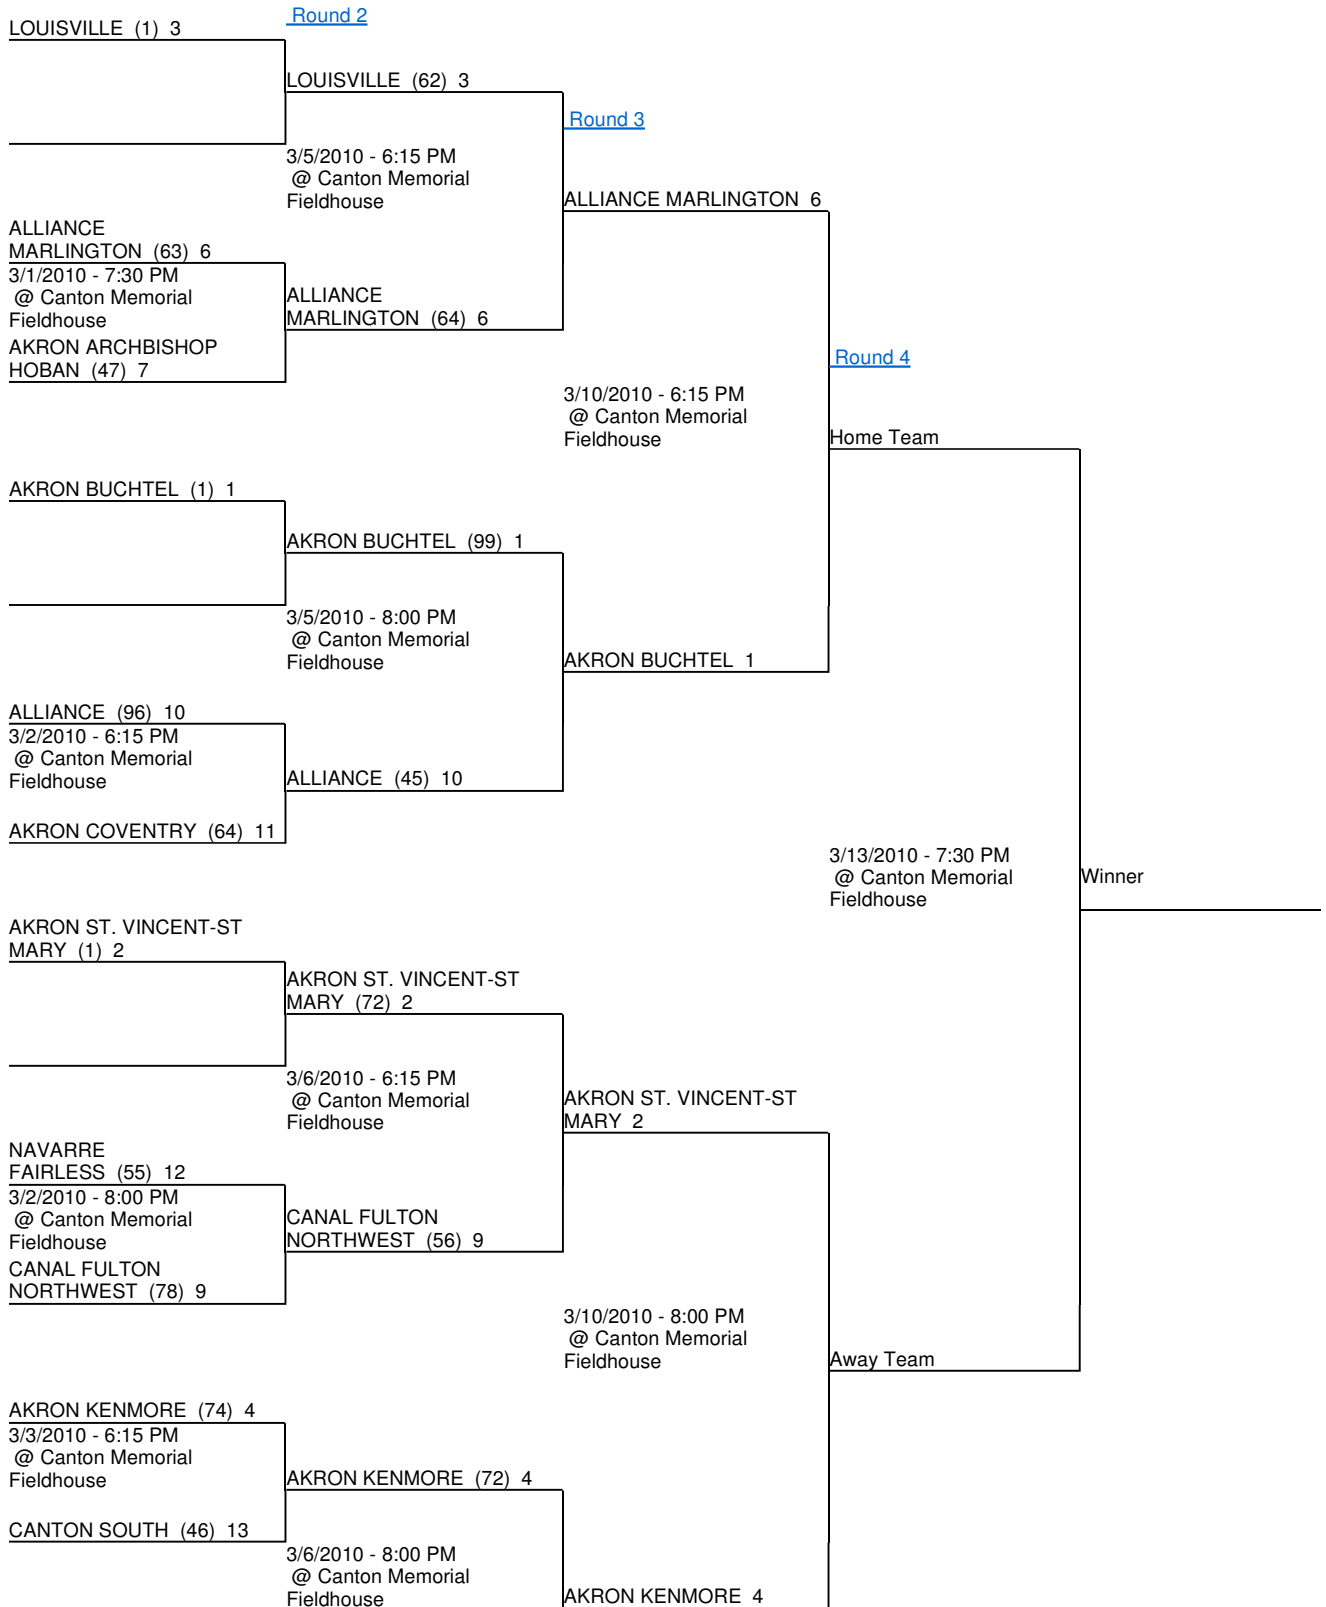 Round 2
LOUISVILLE (1) 3
LOUISVILLE (62) 3
Round 3
3/5/2010 - 6:15 PM
@ Canton Memorial
Fieldhouse
ALLIANCE MARLINGTON 6
ALLIANCE
MARLINGTON (63) 6
3/1/2010 - 7:30 PM
@ Canton Memorial
Fieldhouse
ALLIANCE
MARLINGTON (64) 6
AKRON ARCHBISHOP
HOBAN (47) 7
Round 4
3/10/2010 - 6:15 PM
@ Canton Memorial
Fieldhouse
Home Team
AKRON BUCHTEL (1) 1
AKRON BUCHTEL (99) 1
3/5/2010 - 8:00 PM
@ Canton Memorial
Fieldhouse
AKRON BUCHTEL 1
ALLIANCE (96) 10
3/2/2010 - 6:15 PM
@ Canton Memorial
Fieldhouse
ALLIANCE (45) 10
AKRON COVENTRY (64) 11
3/13/2010 - 7:30 PM
@ Canton Memorial
Fieldhouse
Winner
AKRON ST. VINCENT-ST
MARY (1) 2
AKRON ST. VINCENT-ST
MARY (72) 2
3/6/2010 - 6:15 PM
@ Canton Memorial
Fieldhouse
AKRON ST. VINCENT-ST
MARY 2
NAVARRE
FAIRLESS (55) 12
3/2/2010 - 8:00 PM
@ Canton Memorial
Fieldhouse
CANAL FULTON
NORTHWEST (56) 9
CANAL FULTON
NORTHWEST (78) 9
3/10/2010 - 8:00 PM
@ Canton Memorial
Fieldhouse
Away Team
AKRON KENMORE (74) 4
3/3/2010 - 6:15 PM
@ Canton Memorial
Fieldhouse
AKRON KENMORE (72) 4
CANTON SOUTH (46) 13
3/6/2010 - 8:00 PM
@ Canton Memorial
Fieldhouse
AKRON KENMORE 4